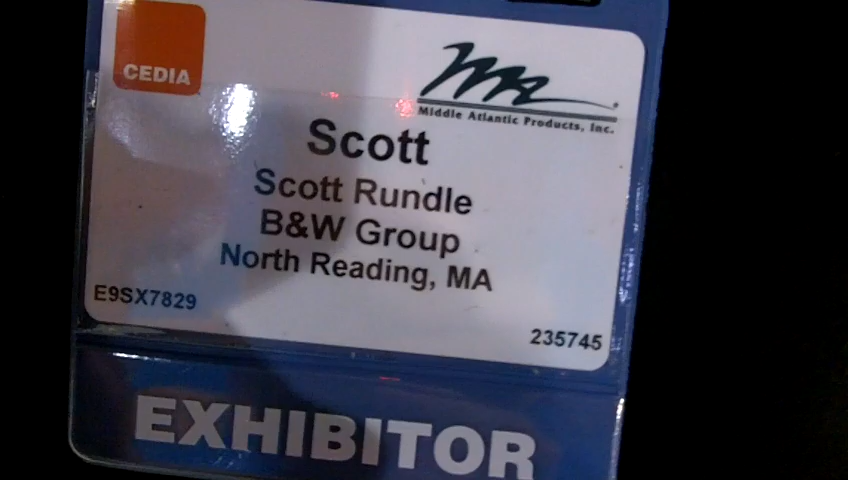 CEDIA
Middle Atlantic Products, Inc.
Scott
Scott Rundle
B&W Group
North Reading, MA
E9SX7829
235745
EXHIBITOR